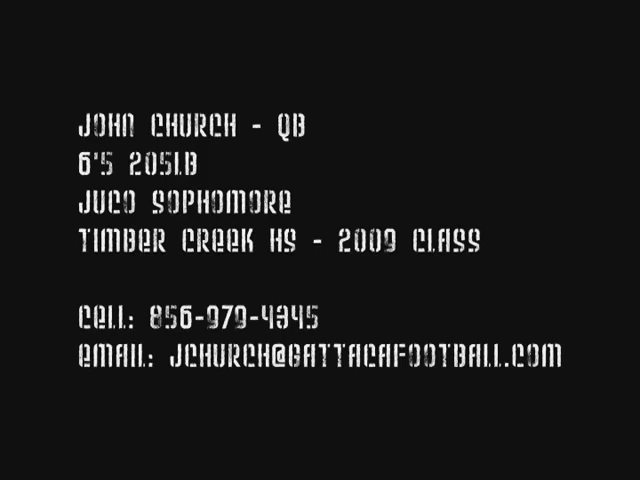 JOHN CHURCH - QB
6'5 205LB
JUCO SOPHOMORe
TIMBeR CReeK HS - 2009 CLASS
CeLL: 856-979-4345
eMAIL: JCHURCH@GATTACAFOOTBALL.COM